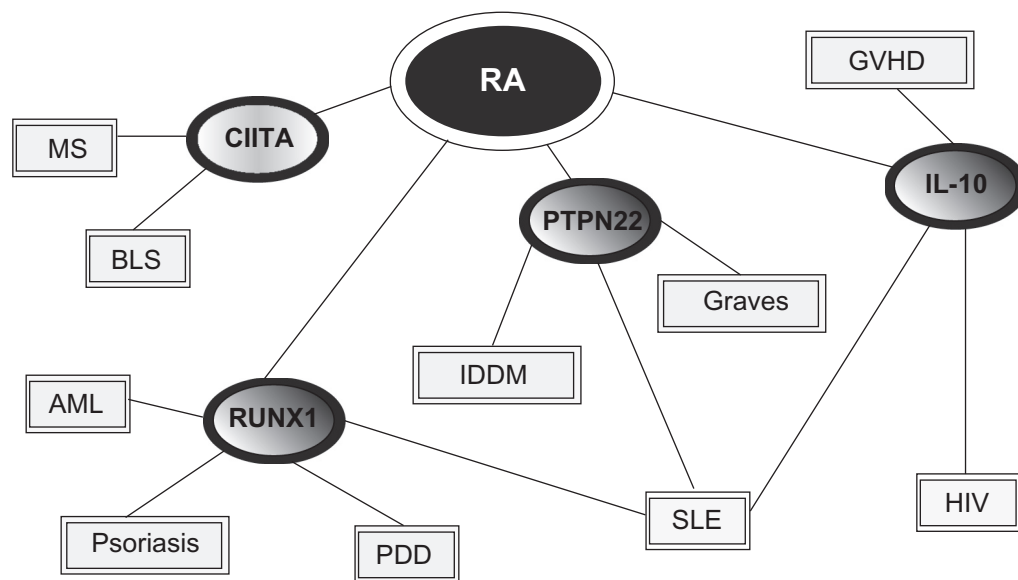 RA
GVHD
CIITA
MS
IL-10
PTPN22
BLS
Graves
IDDM
AML
RUNX1
SLE
HIV
Psoriasis
PDD